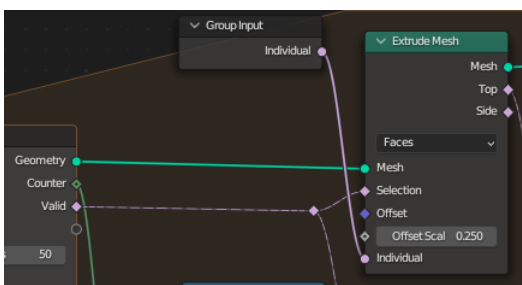 Group Input
Individual
Extrude Mesh
Mesh
Top
Side
Faces
Geometry
Mesh
Counter
Selection
Valid
Offset
Offset Scal 0.250
50
Individual